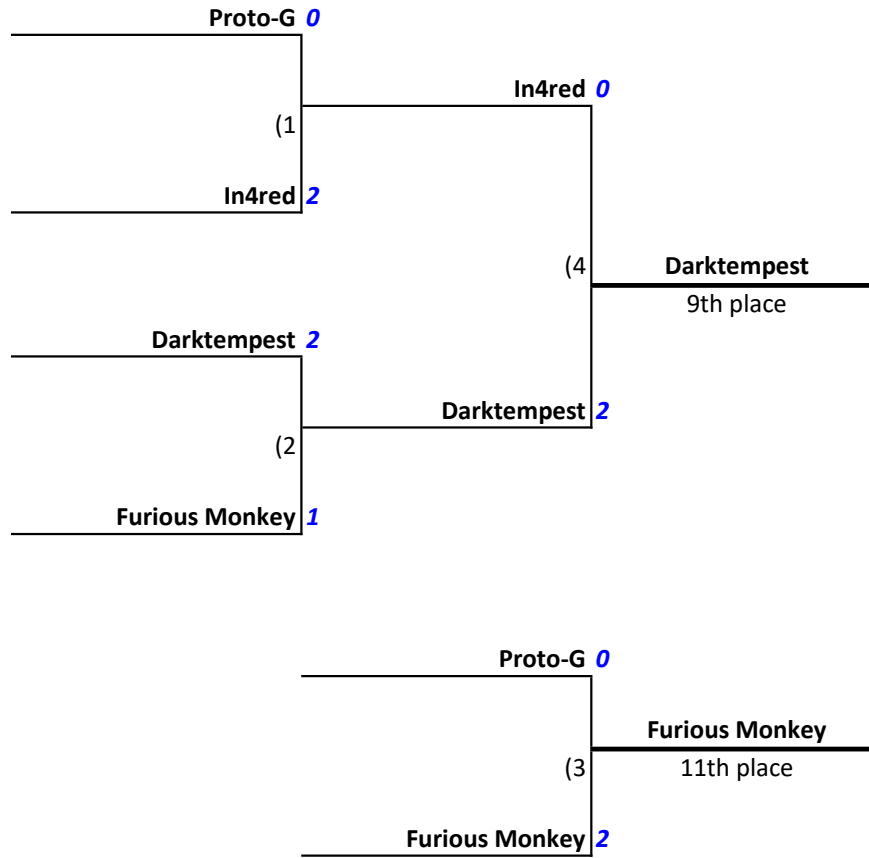 Proto-G 0
In4red 0
(1
In4red 2
(4 Darktempest
9th place
Darktempest 2
Darktempest 2
(2
Furious Monkey 1
Proto-G 0
Furious Monkey
(3 11th place
Furious Monkey 2